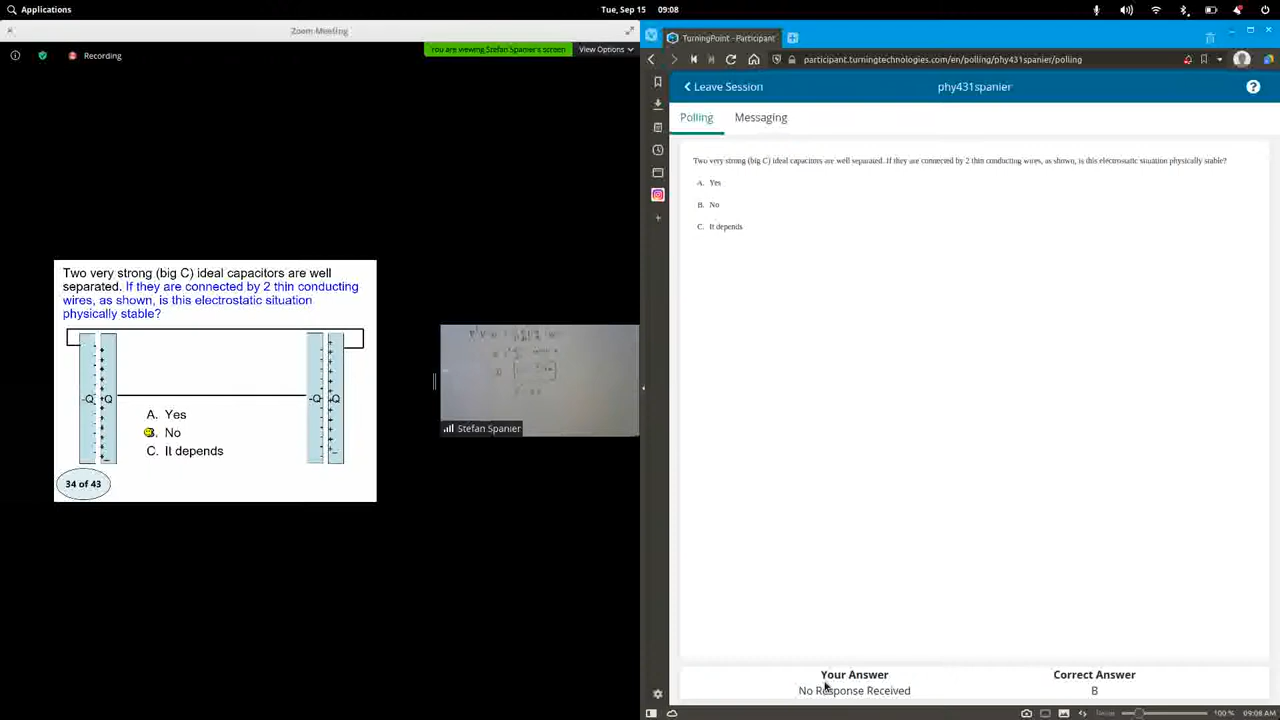 Applications
Tue, Sep 15 09:08
Zoom Meeting
You are viewing Stefan Spanier's screen
View Options
Recording
Two very strong (big C) ideal capacitors are well
separated. If they are connected by 2 thin conducting
wires, as shown, is this electrostatic situation
physically stable?
-Q +Q -Q +Q
A. Yes
B. No
C. It depends
34 of 43
Stefan Spanier
TurningPoint - Participant
participant.turningtechnologies.com/en/polling/phy431spanier/polling
Leave Session
phy431spanier
?
Polling
Messaging
Two very strong (big C) ideal capacitors are well separated. If they are connected by 2 thin conducting wires, as shown, is this electrostatic situation physically stable?
A. Yes
B. No
C. It depends
Your Answer
No Response Received
Correct Answer
B
Reset
100 %
09:08 AM